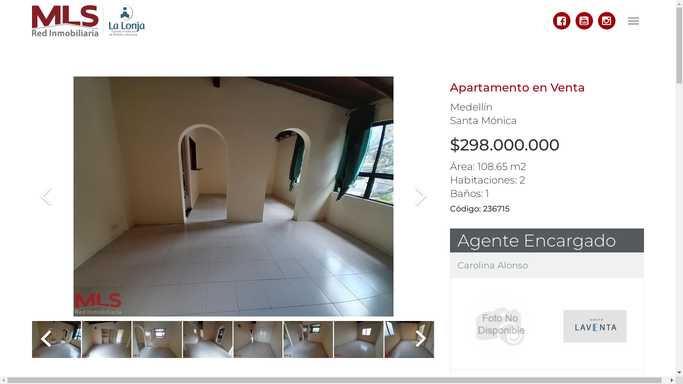 MLS
Red Inmobiliaria
La Lonja
Apartamento en Venta
Medellín
Santa Mónica
$298.000.000
Área: 108.65 m2
Habitaciones: 2
Baños: 1
Código: 236715
MLS
Red Inmobiliaria
Agente Encargado
Carolina Alonso
Foto No
Disponible
LAVENTA